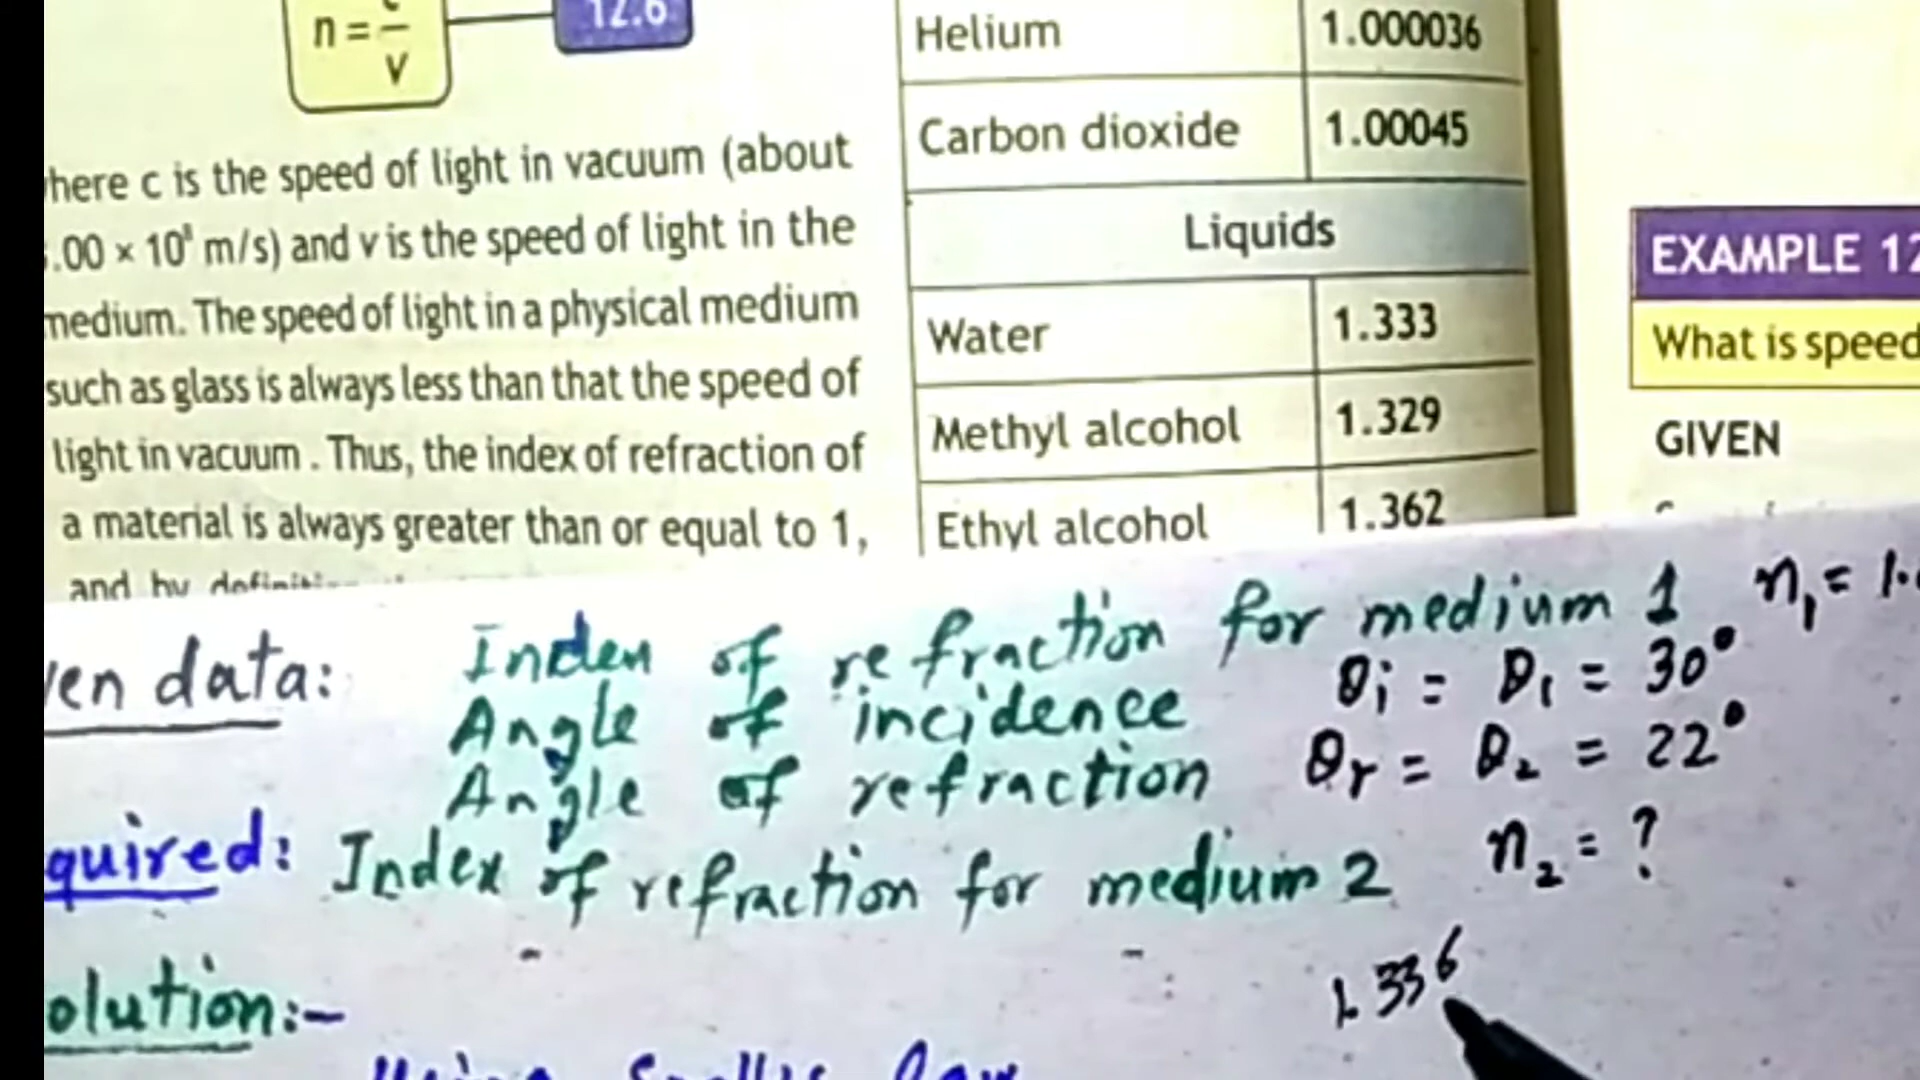 n = c/v
12.6
here c is the speed of light in vacuum (about
.00 × 10⁸ m/s) and v is the speed of light in the
medium. The speed of light in a physical medium
such as glass is always less than that the speed of
light in vacuum . Thus, the index of refraction of
a material is always greater than or equal to 1,
and by
Helium 1.000036
Carbon dioxide 1.00045
Liquids
Water 1.333
Methyl alcohol 1.329
Ethyl alcohol 1.362
EXAMPLE 12
What is speed
GIVEN
en data: Index of refraction for medium 1 n₁ = 1.
Angle of incidence θi = θ₁ = 30°
Angle of refraction θr = θ₂ = 22°
quired: Index of refraction for medium 2 n₂ = ?
1.336
olution:-
Using Snell's law